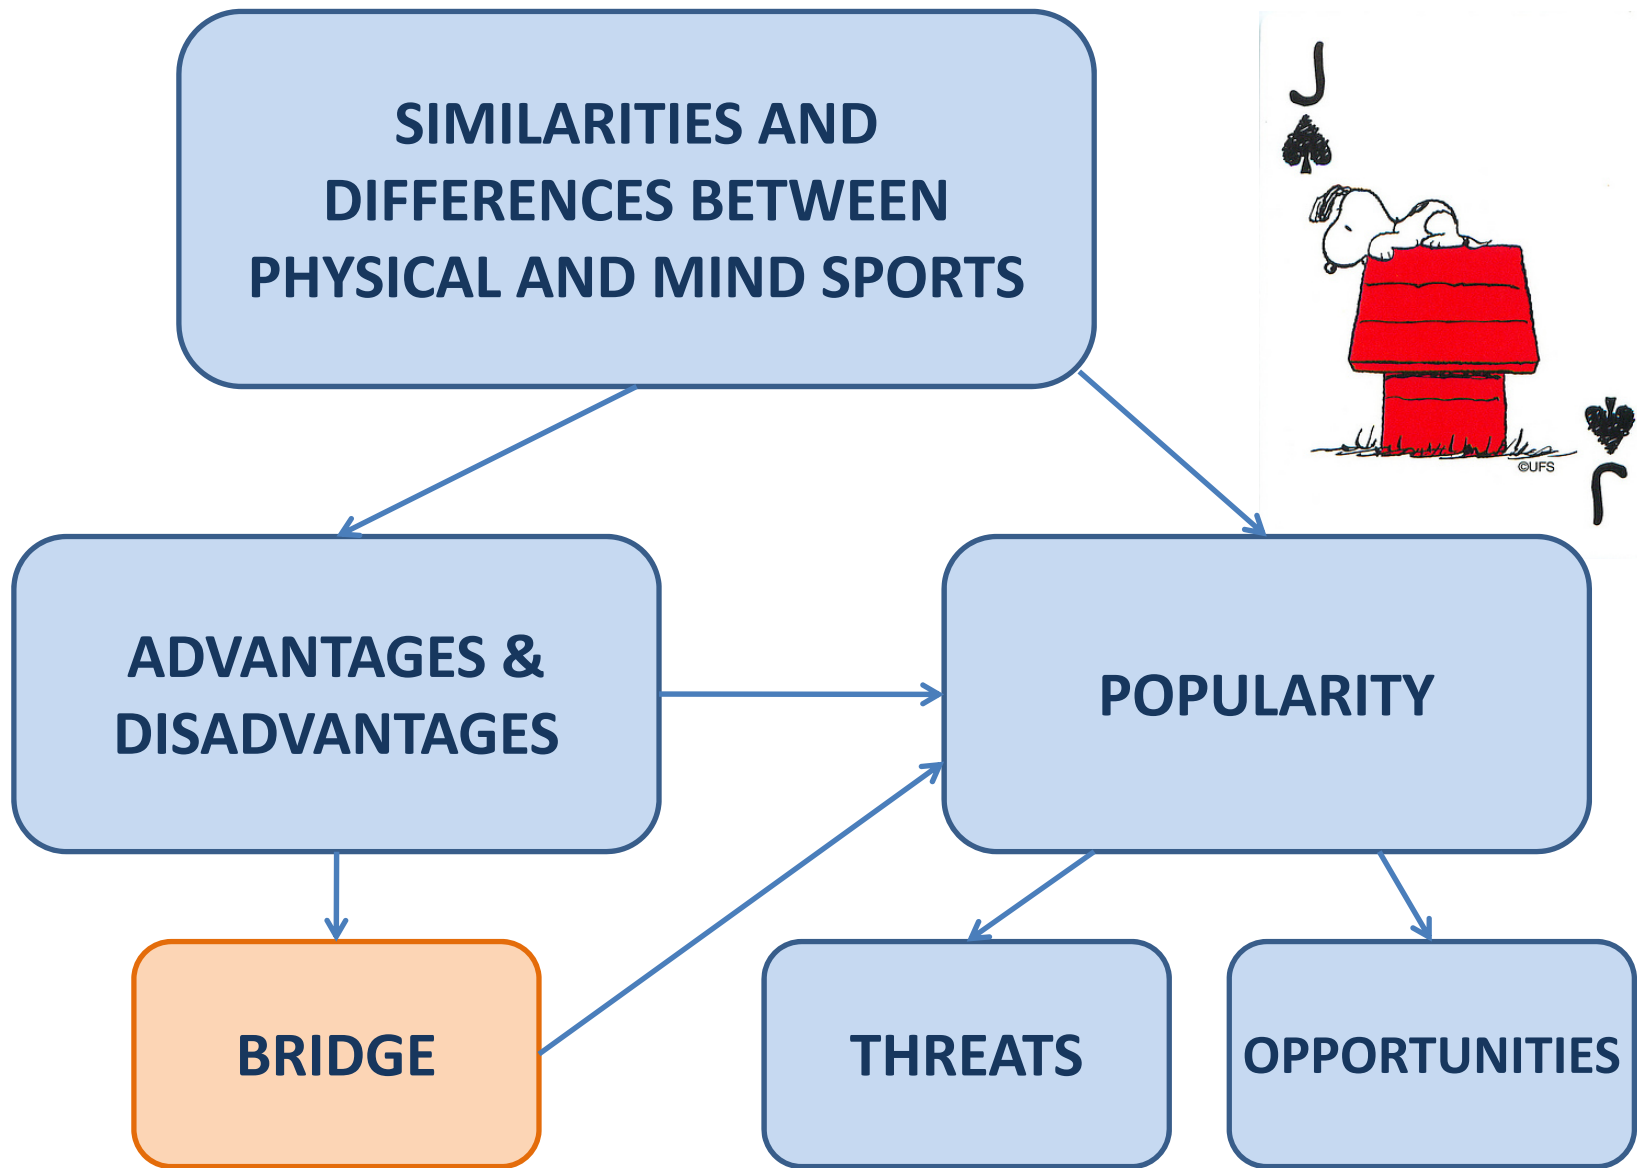 SIMILARITIES AND
DIFFERENCES BETWEEN
PHYSICAL AND MIND SPORTS
J
©UFS
J
ADVANTAGES &
DISADVANTAGES
POPULARITY
BRIDGE
THREATS
OPPORTUNITIES